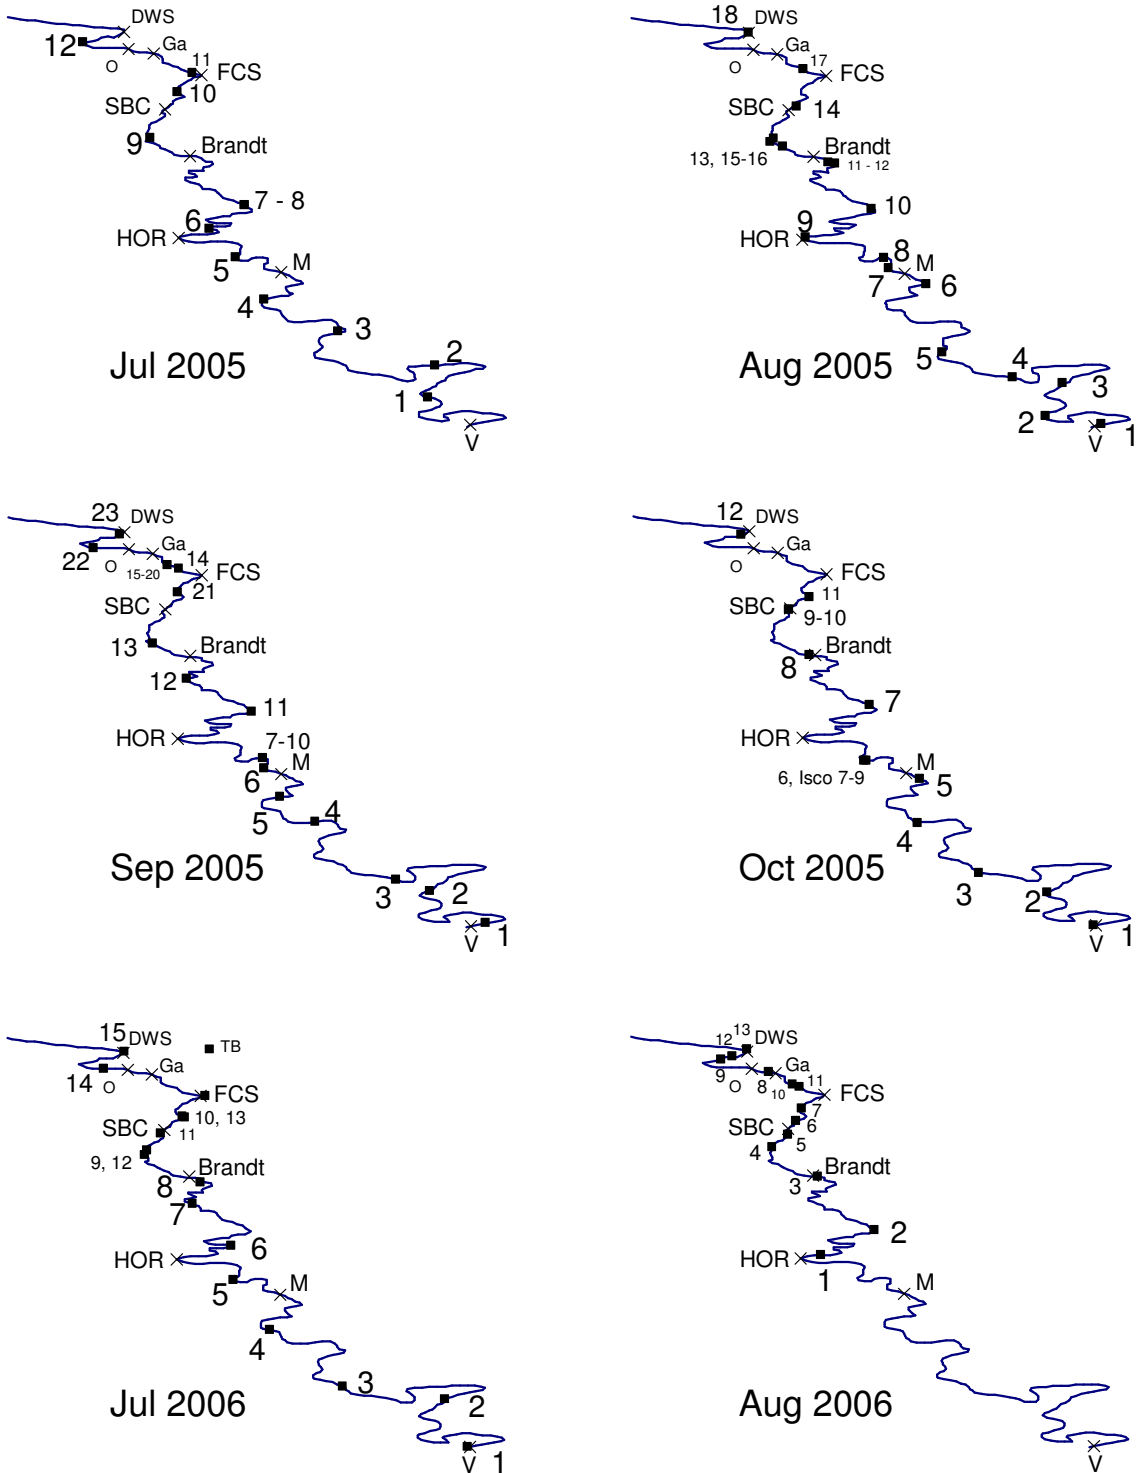 DWS
12
Ga
O
11
FCS
10
SBC
9
Brandt
7 - 8
6
HOR
5
M
4
3
2
Jul 2005
1
V
18 DWS
Ga
O
17
FCS
SBC
14
Brandt
13, 15-16
11 - 12
10
9
HOR
8
M
7
6
5
4
Aug 2005
3
2
1
V
23
DWS
Ga
22
O
15-20
14
FCS
21
SBC
13
Brandt
12
11
HOR
7-10
M
6
5
4
Sep 2005
3
2
1
V
12
DWS
Ga
O
FCS
11
SBC
9-10
Brandt
8
7
HOR
M
6, Isco 7-9
5
4
Oct 2005
3
2
1
V
15
DWS
TB
Ga
14
O
FCS
10, 13
SBC
11
9, 12
Brandt
8
7
6
HOR
5
M
4
3
Jul 2006
2
V
1
13
12
DWS
Ga
9
O
8
10
11
FCS
7
SBC
6
5
4
Brandt
3
2
HOR
1
M
Aug 2006
V